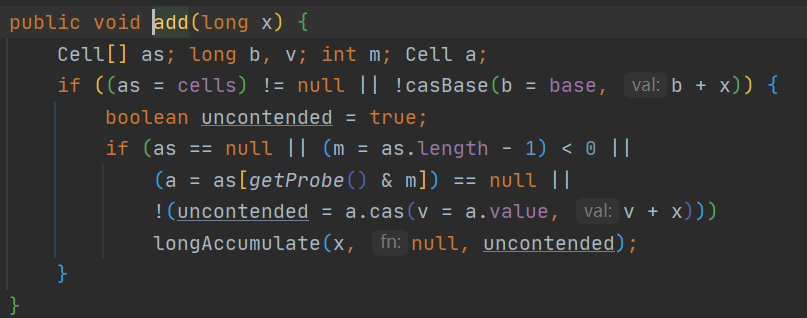 public void add(long x) {
Cell[] as; long b, v; int m; Cell a;
if ((as = cells) != null || !casBase(b = base, val: b + x)) {
boolean uncontended = true;
if (as == null || (m = as.length - 1) < 0 ||
(a = as[getProbe() & m]) == null ||
!(uncontended = a.cas(v = a.value, val: v + x)))
longAccumulate(x, fn: null, uncontended);
}
}